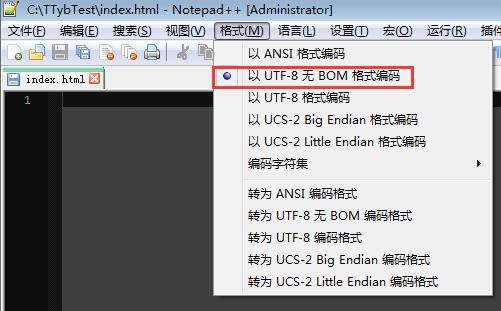 C:\TTybTest\index.html - Notepad++ [Administrator]
文件(F) 编辑(E) 搜索(S) 视图(V) 格式(M) 语言(L) 设置(T) 宏(O) 运行(R) 插件
index.html
1
以 ANSI 格式编码
以 UTF-8 无 BOM 格式编码
以 UTF-8 格式编码
以 UCS-2 Big Endian 格式编码
以 UCS-2 Little Endian 格式编码
编码字符集
转为 ANSI 编码格式
转为 UTF-8 无 BOM 编码格式
转为 UTF-8 编码格式
转为 UCS-2 Big Endian 编码格式
转为 UCS-2 Little Endian 编码格式